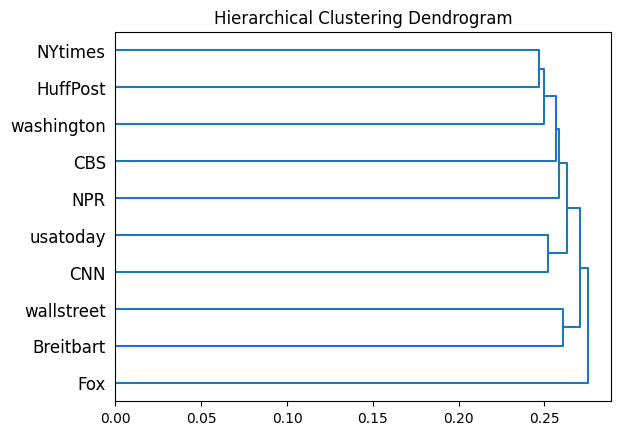 Hierarchical Clustering Dendrogram
NYtimes
HuffPost
washington
CBS
NPR
usatoday
CNN
wallstreet
Breitbart
Fox
0.00 0.05 0.10 0.15 0.20 0.25